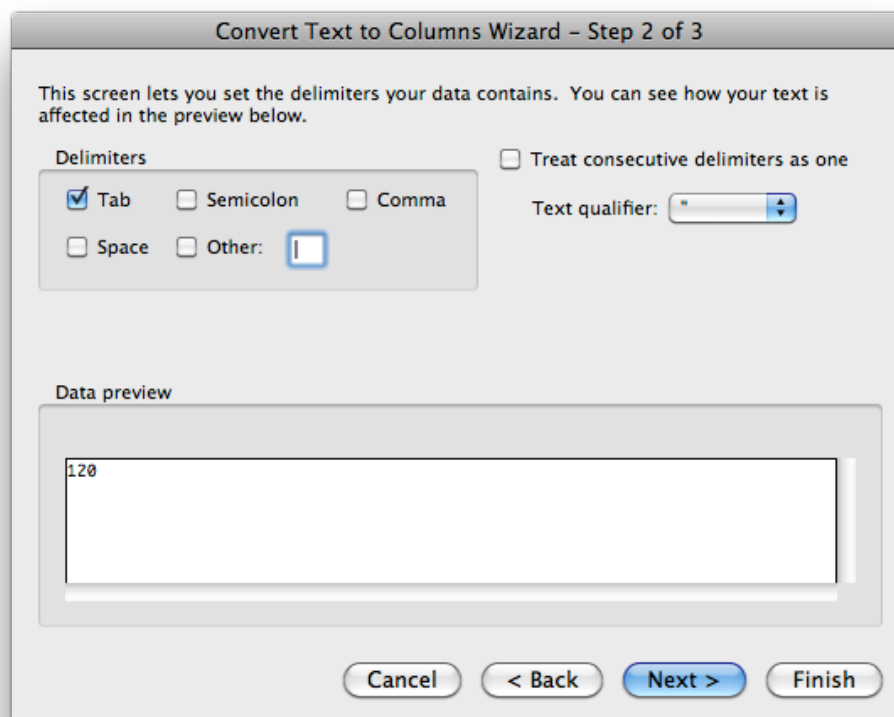 Convert Text to Columns Wizard – Step 2 of 3
This screen lets you set the delimiters your data contains.  You can see how your text is
affected in the preview below.
Delimiters
Treat consecutive delimiters as one
Tab Semicolon Comma
Text qualifier: "
Space Other:
Data preview
120
Cancel < Back Next > Finish